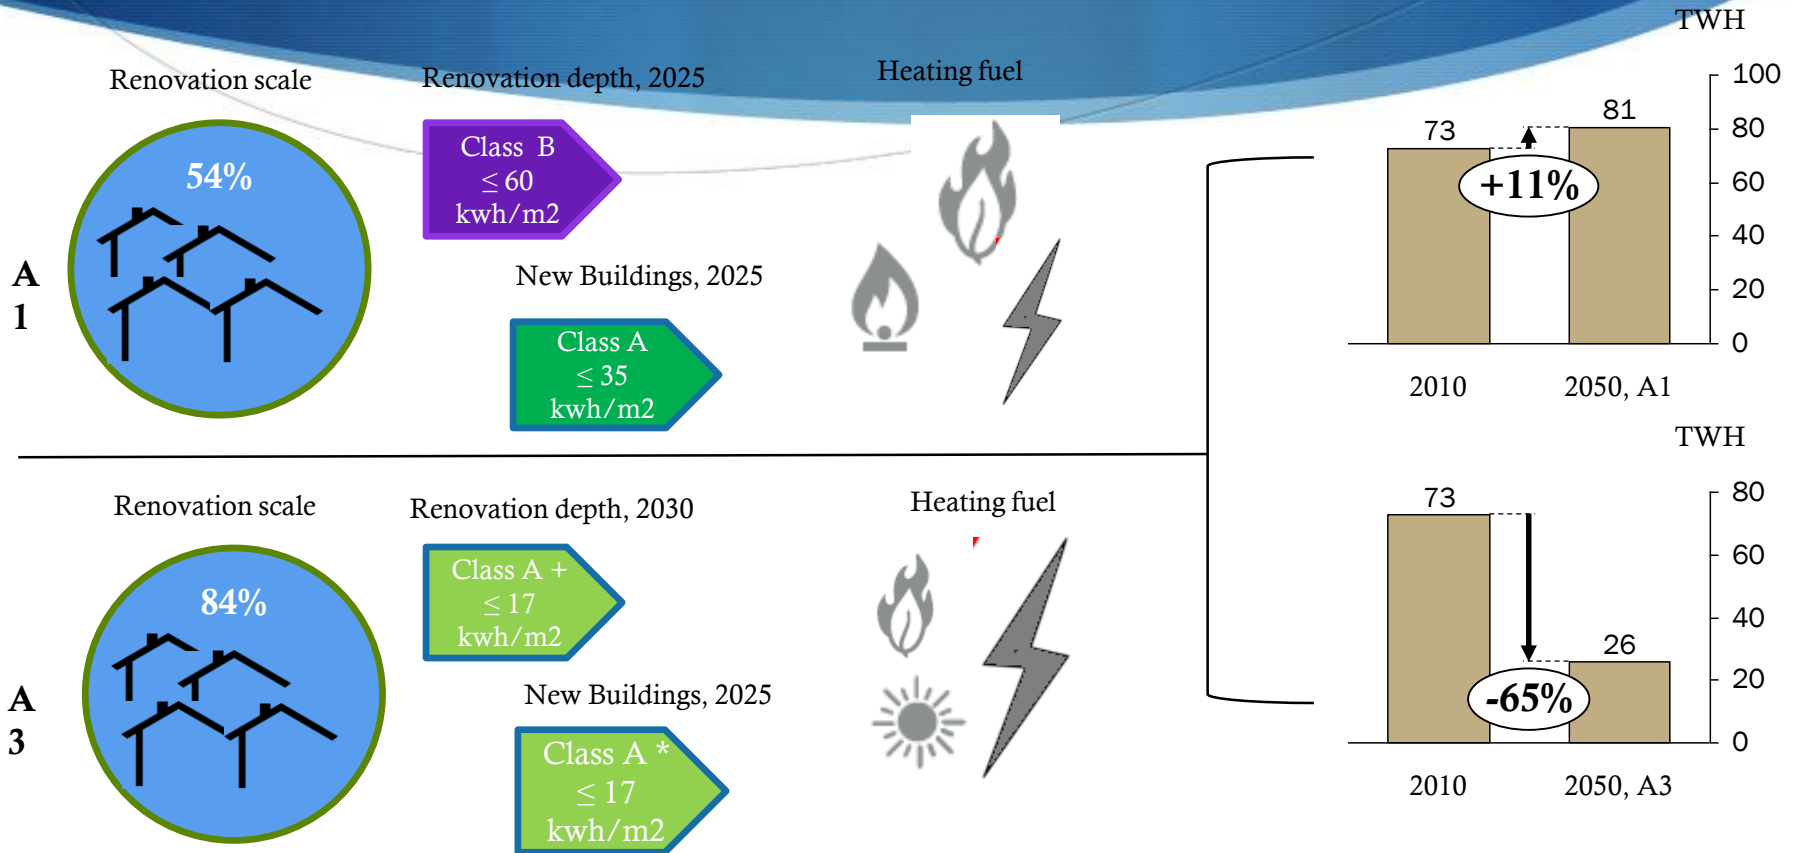 Renovation scale
Renovation depth, 2025
Heating fuel
54%
Class B
≤ 60
kwh/m2
New Buildings, 2025
Class A
≤ 35
kwh/m2
A
1
TWH
100
80
60
40
20
0
73
81
+11%
2010
2050, A1
Renovation scale
Renovation depth, 2030
Heating fuel
84%
Class A +
≤ 17
kwh/m2
New Buildings, 2025
Class A *
≤ 17
kwh/m2
A
3
TWH
80
60
40
20
0
73
26
-65%
2010
2050, A3